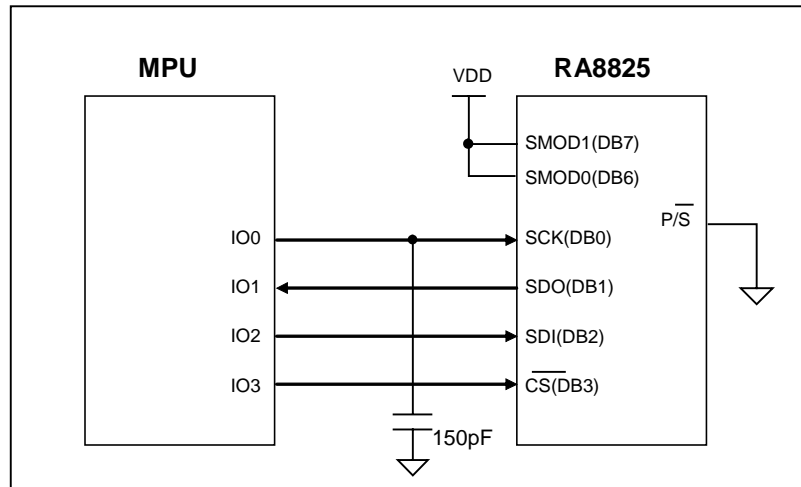 MPU
RA8825
VDD
SMOD1(DB7)
SMOD0(DB6)
P/S̅
IO0
SCK(DB0)
IO1
SDO(DB1)
IO2
SDI(DB2)
IO3
C̅S̅(DB3)
150pF